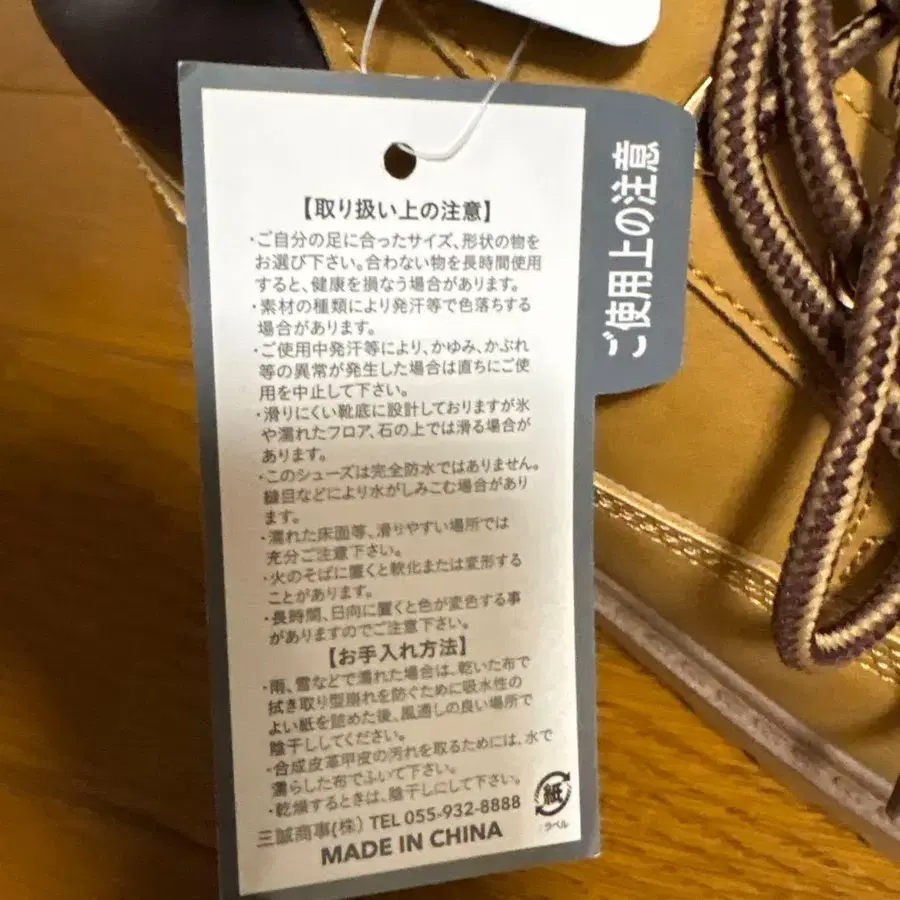 【取り扱い上の注意】
・ご自分の足に合ったサイズ、形状の物を
お選び下さい。合わない物を長時間使用
すると、健康を損なう場合があります。
・素材の種類により発汗等で色落ちする
場合があります。
・ご使用中発汗等により、かゆみ、かぶれ
等の異常が発生した場合は直ちにご使
用を中止して下さい。
・滑りにくい靴底に設計しておりますが氷
や濡れたフロア、石の上では滑る場合が
あります。
・このシューズは完全防水ではありません。
縫目などにより水がしみこむ場合があり
ます。
・濡れた床面等、滑りやすい場所では
充分ご注意下さい。
・火のそばに置くと軟化または変形する
ことがあります。
・長時間、日向に置くと色が変色する事
がありますのでご注意下さい。
【お手入れ方法】
・雨、雪などで濡れた場合は、乾いた布で
拭き取り型崩れを防ぐために吸水性の
よい紙を詰めた後、風通しの良い場所で
陰干ししてください。
・合成皮革甲皮の汚れを取るためには、水で
濡らした布でふいて下さい。
・乾燥するときは、陰干しにして下さい。
三誠商事(株) TEL 055-932-8888
MADE IN CHINA
紙
ラベル
ご使用上の注意